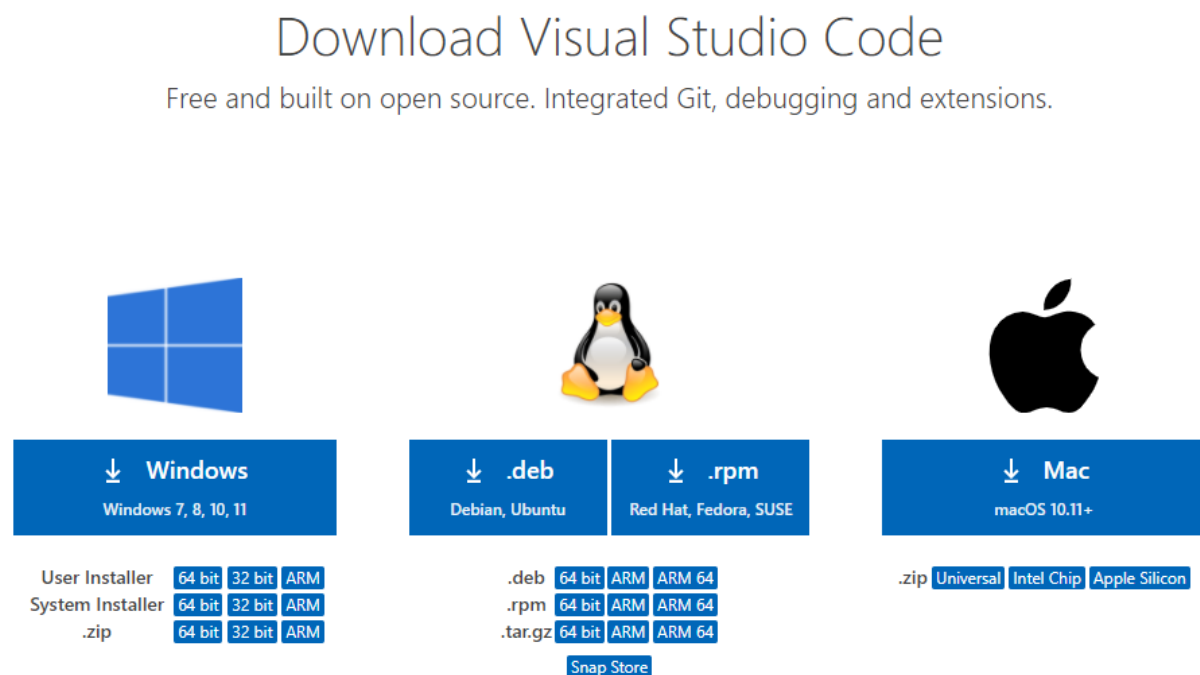 Download Visual Studio Code
Free and built on open source. Integrated Git, debugging and extensions.
Windows
Windows 7, 8, 10, 11
User Installer 64 bit 32 bit ARM
System Installer 64 bit 32 bit ARM
.zip 64 bit 32 bit ARM
.deb
Debian, Ubuntu
.rpm
Red Hat, Fedora, SUSE
.deb 64 bit ARM ARM 64
.rpm 64 bit ARM ARM 64
.tar.gz 64 bit ARM ARM 64
Snap Store
Mac
macOS 10.11+
.zip Universal Intel Chip Apple Silicon